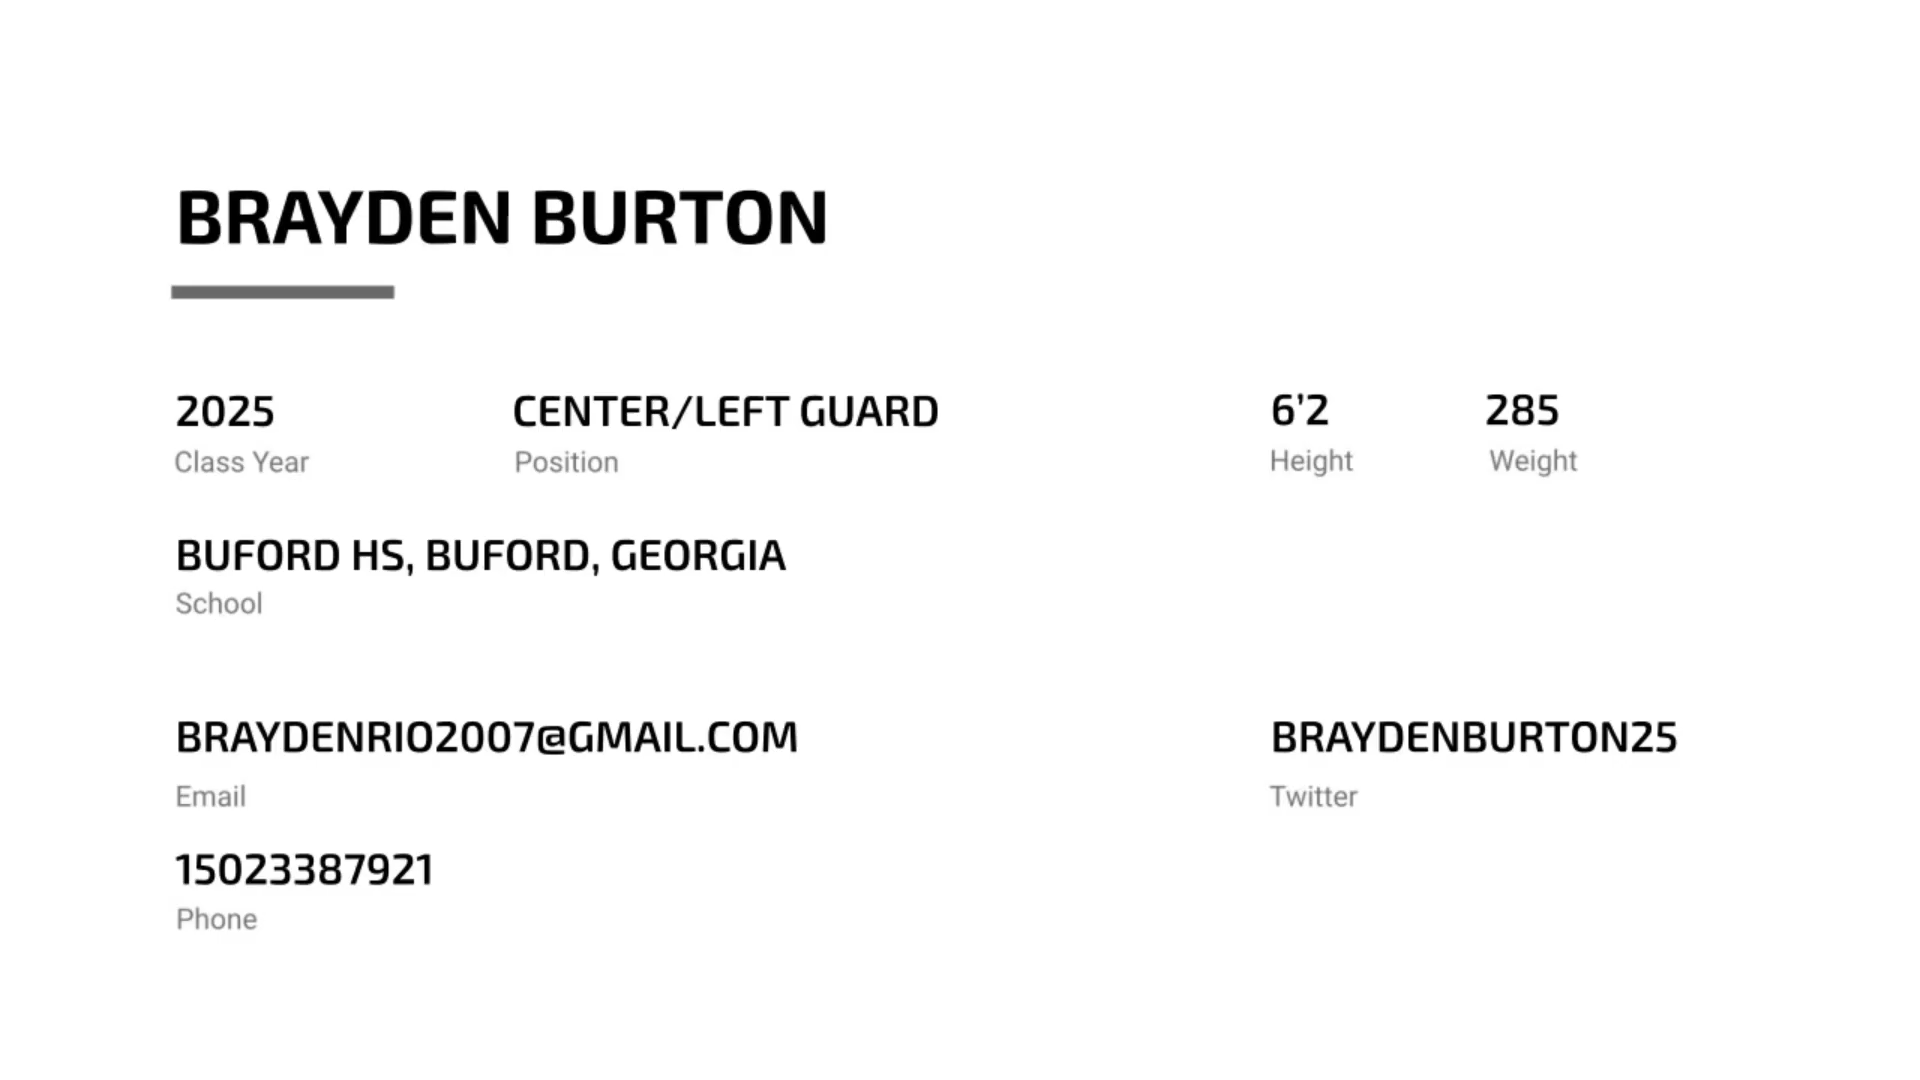 BRAYDEN BURTON
2025 CENTER/LEFT GUARD 6’2 285
Class Year Position Height Weight
BUFORD HS, BUFORD, GEORGIA
School
BRAYDENRIO2007@GMAIL.COM BRAYDENBURTON25
Email Twitter
15023387921
Phone